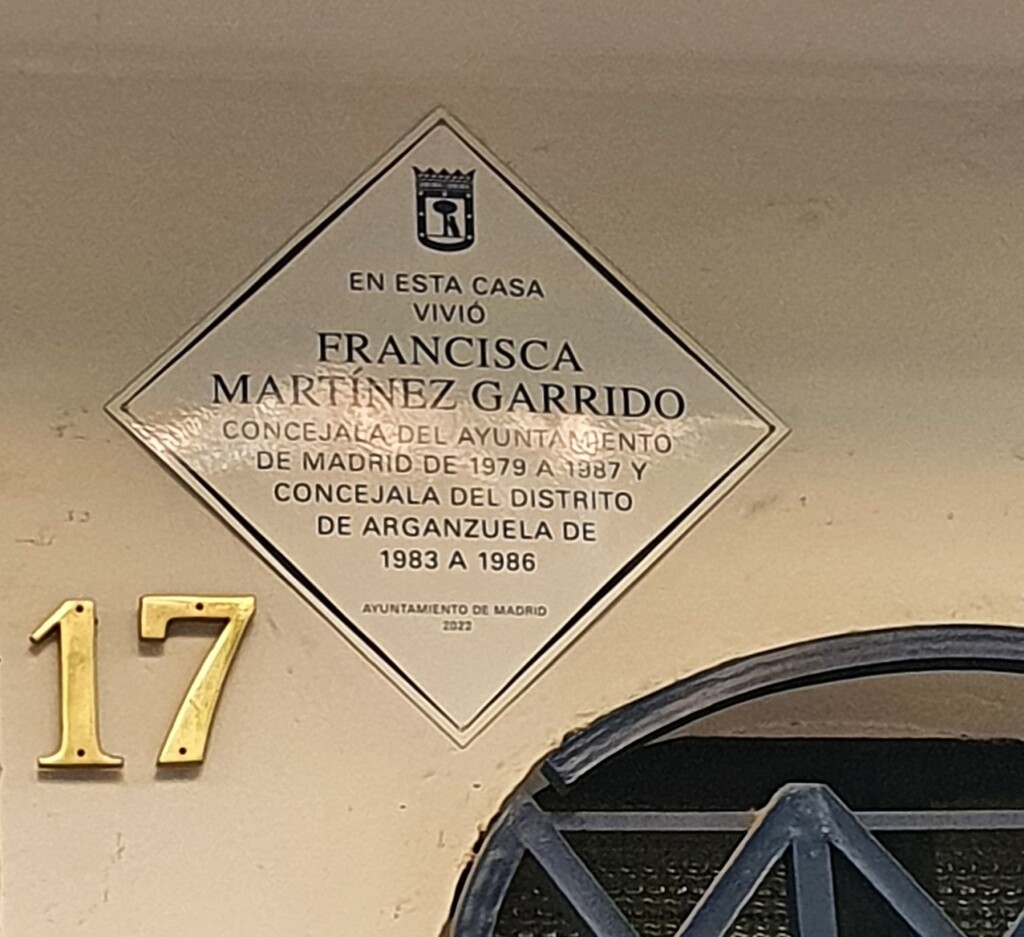 EN ESTA CASA
VIVIÓ
FRANCISCA
MARTÍNEZ GARRIDO
CONCEJALA DEL AYUNTAMIENTO
DE MADRID DE 1979 A 1987 Y
CONCEJALA DEL DISTRITO
DE ARGANZUELA DE
1983 A 1986
AYUNTAMIENTO DE MADRID
17